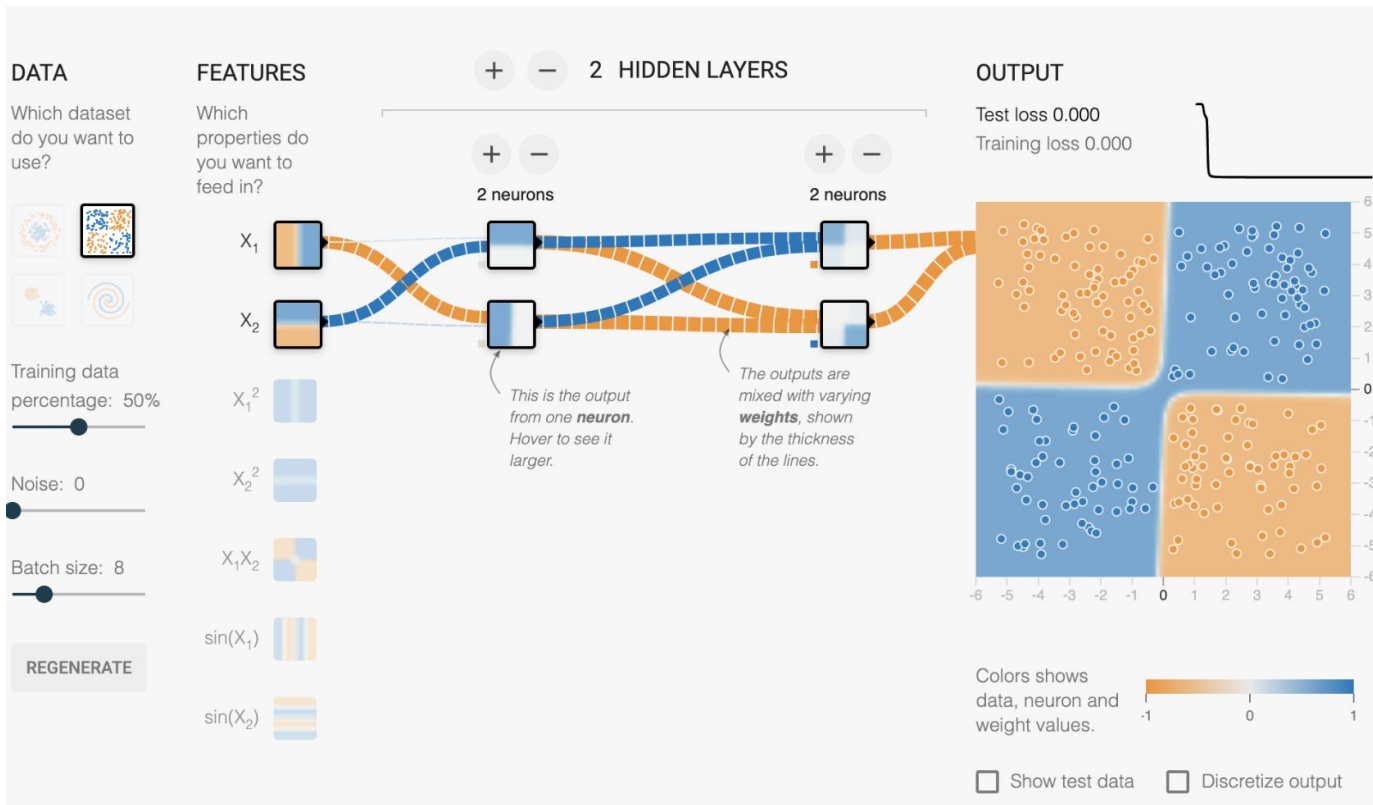 DATA
Which dataset
do you want to
use?
Training data
percentage: 50%
Noise: 0
Batch size: 8
REGENERATE
FEATURES
Which
properties do
you want to
feed in?
X1
X2
X1²
X2²
X1X2
sin(X1)
sin(X2)
+ − 2 HIDDEN LAYERS
+ −
2 neurons
+ −
2 neurons
This is the output
from one neuron.
Hover to see it
larger.
The outputs are
mixed with varying
weights, shown
by the thickness
of the lines.
OUTPUT
Test loss 0.000
Training loss 0.000
6
5
4
3
2
1
0
-1
-2
-3
-4
-5
-6
-6 -5 -4 -3 -2 -1 0 1 2 3 4 5 6
Colors shows
data, neuron and
weight values.
-1 0 1
Show test data Discretize output